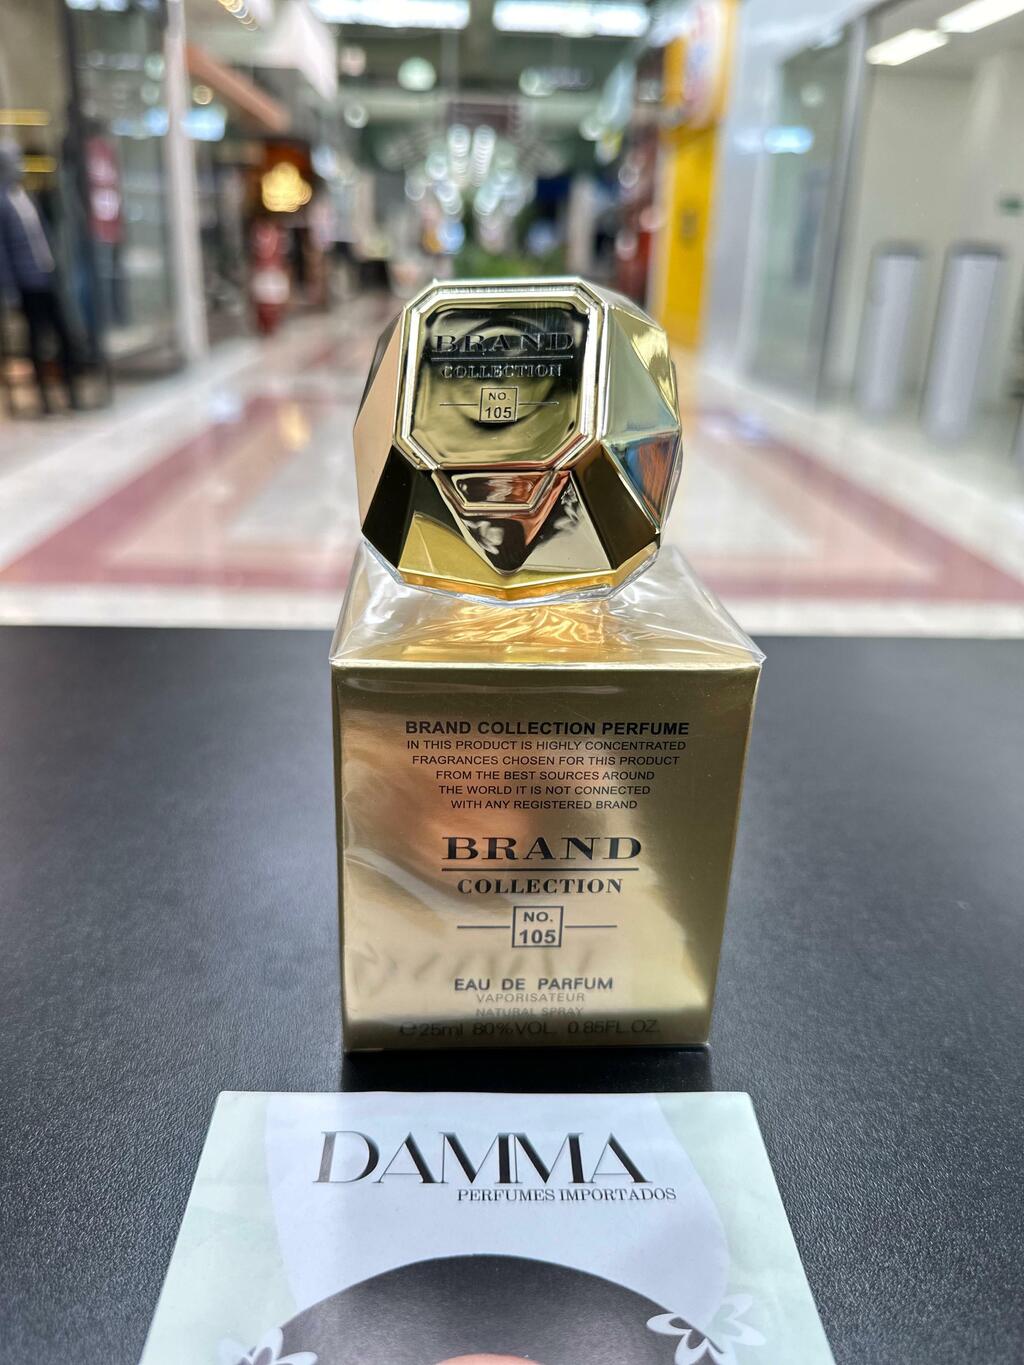 BRAND
COLLECTION
NO.
105
BRAND COLLECTION PERFUME
IN THIS PRODUCT IS HIGHLY CONCENTRATED
FRAGRANCES CHOSEN FOR THIS PRODUCT
FROM THE BEST SOURCES AROUND
THE WORLD IT IS NOT CONNECTED
WITH ANY REGISTERED BRAND
BRAND
COLLECTION
NO.
105
EAU DE PARFUM
VAPORISATEUR
NATURAL SPRAY
℮25ml 80%VOL. 0.85FL.OZ.
DAMMA
PERFUMES IMPORTADOS